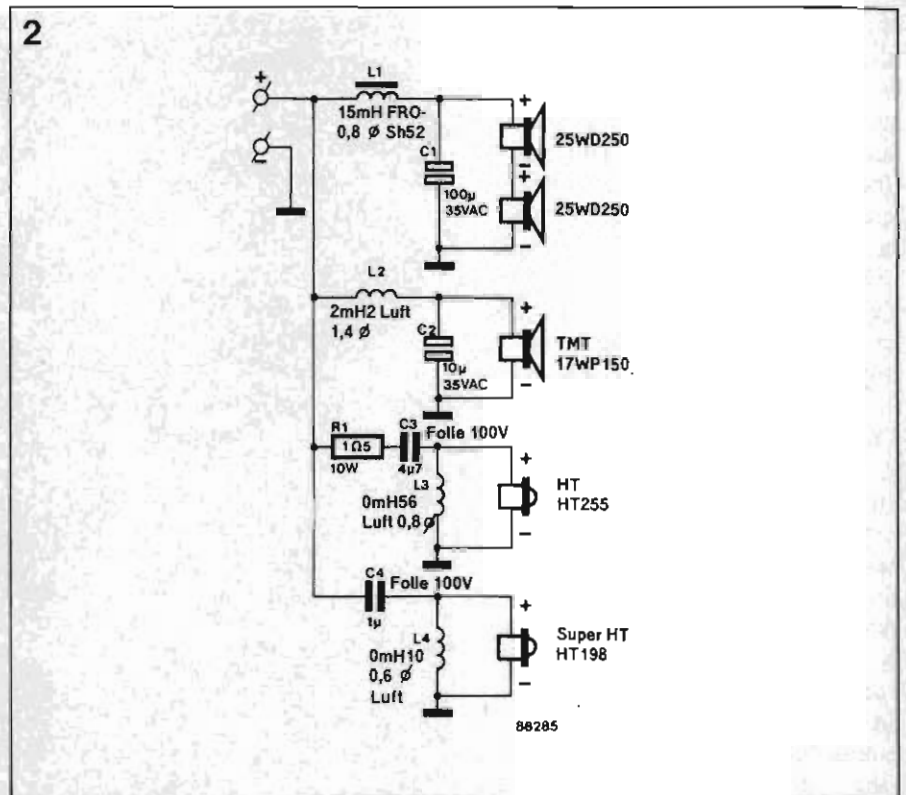 2
+
L1
15mH FRO-
0,8 ø Sh52
C1
100µ
35VAC
+
25WD250
-
+
25WD250
-
-
L2
2mH2 Luft
1,4 ø
C2
10µ
35VAC
+
TMT
17WP150
-
R1
1Ω5
10W
C3
4µ7
Folie 100V
L3
0mH56
Luft 0,8 ø
+
HT
HT255
-
C4
1µ
Folie 100V
L4
0mH10
0,6 ø
Luft
+
Super HT
HT198
-
86285